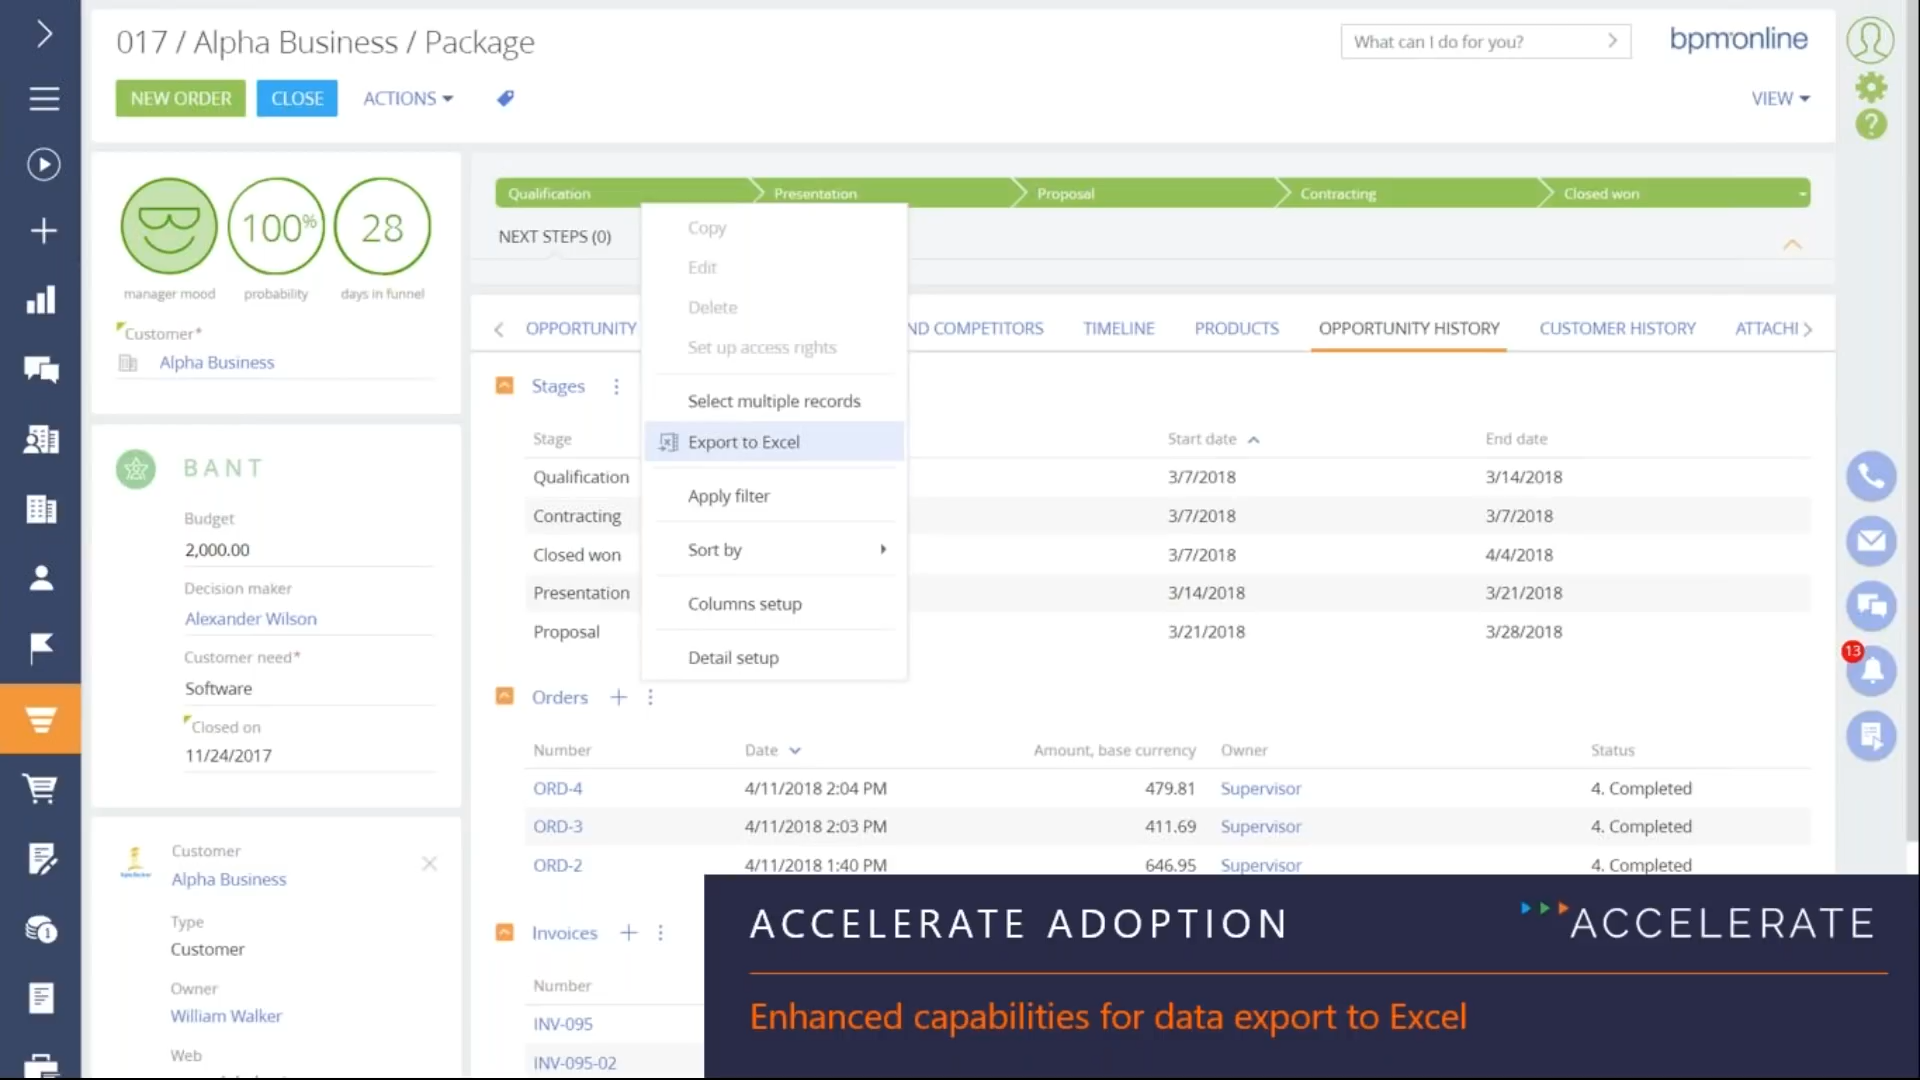 017 / Alpha Business / Package
What can I do for you?
bpm'online
NEW ORDER
CLOSE
ACTIONS
VIEW
?
100%
28
manager mood
probability
days in funnel
Customer*
Alpha Business
BANT
Budget
2,000.00
Decision maker
Alexander Wilson
Customer need*
Software
Closed on
11/24/2017
Customer
Alpha Business
Type
Customer
Owner
William Walker
Web
Qualification
Presentation
Proposal
Contracting
Closed won
NEXT STEPS (0)
OPPORTUNITY
ND COMPETITORS
TIMELINE
PRODUCTS
OPPORTUNITY HISTORY
CUSTOMER HISTORY
ATTACHI
Copy
Edit
Delete
Set up access rights
Select multiple records
Export to Excel
Apply filter
Sort by
Columns setup
Detail setup
Stages
Stage Start date End date
Qualification 3/7/2018 3/14/2018
Contracting 3/7/2018 3/7/2018
Closed won 3/7/2018 4/4/2018
Presentation 3/14/2018 3/21/2018
Proposal 3/21/2018 3/28/2018
Orders
Number Date Amount, base currency Owner Status
ORD-4 4/11/2018 2:04 PM 479.81 Supervisor 4. Completed
ORD-3 4/11/2018 2:03 PM 411.69 Supervisor 4. Completed
ORD-2 4/11/2018 1:40 PM 646.95 Supervisor 4. Completed
Invoices
Number
INV-095
INV-095-02
13
1
ACCELERATE ADOPTION
ACCELERATE
Enhanced capabilities for data export to Excel